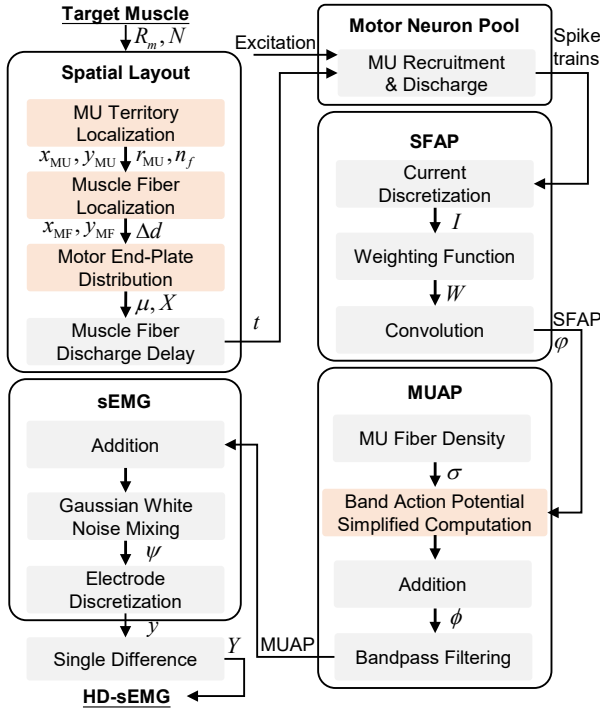 Target Muscle
R_m, N
Spatial Layout
MU Territory
Localization
x_MU, y_MU r_MU, n_f
Muscle Fiber
Localization
x_MF, y_MF Δd
Motor End-Plate
Distribution
μ, X
Muscle Fiber
Discharge Delay
t
Excitation
Motor Neuron Pool
MU Recruitment
& Discharge
Spike
trains
SFAP
Current
Discretization
I
Weighting Function
W
Convolution
SFAP
φ
MUAP
MU Fiber Density
σ
Band Action Potential
Simplified Computation
Addition
ϕ
Bandpass Filtering
MUAP
sEMG
Addition
Gaussian White
Noise Mixing
ψ
Electrode
Discretization
y
Single Difference
Y
HD-sEMG